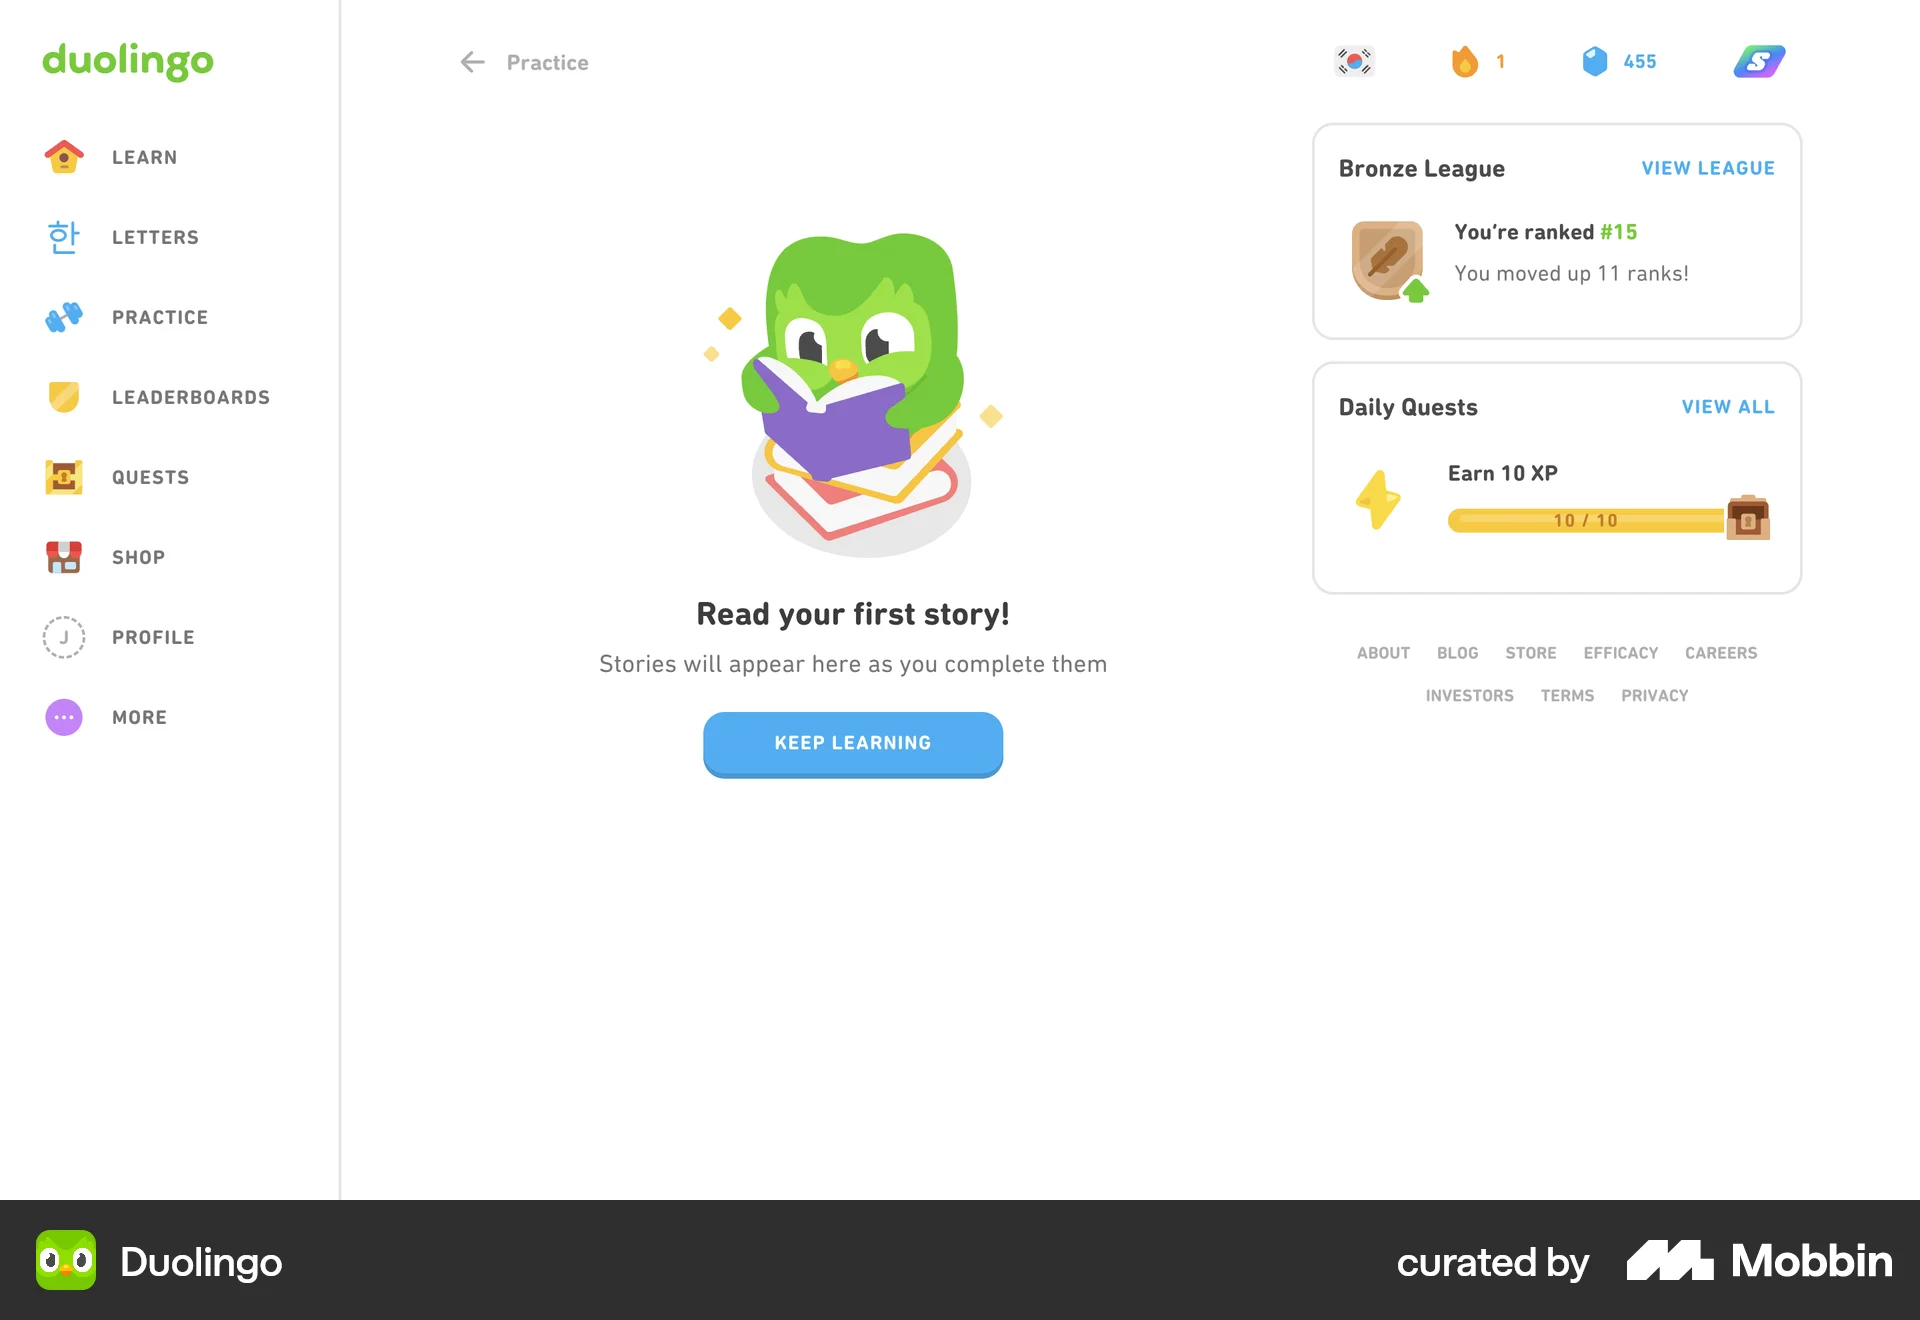 duolingo
LEARN
한
LETTERS
PRACTICE
LEADERBOARDS
QUESTS
SHOP
J
PROFILE
MORE
Practice
1
455
S
Read your first story!
Stories will appear here as you complete them
KEEP LEARNING
Bronze League
VIEW LEAGUE
You're ranked #15
You moved up 11 ranks!
Daily Quests
VIEW ALL
Earn 10 XP
10 / 10
ABOUT BLOG STORE EFFICACY CAREERS
INVESTORS TERMS PRIVACY
Duolingo
curated by Mobbin